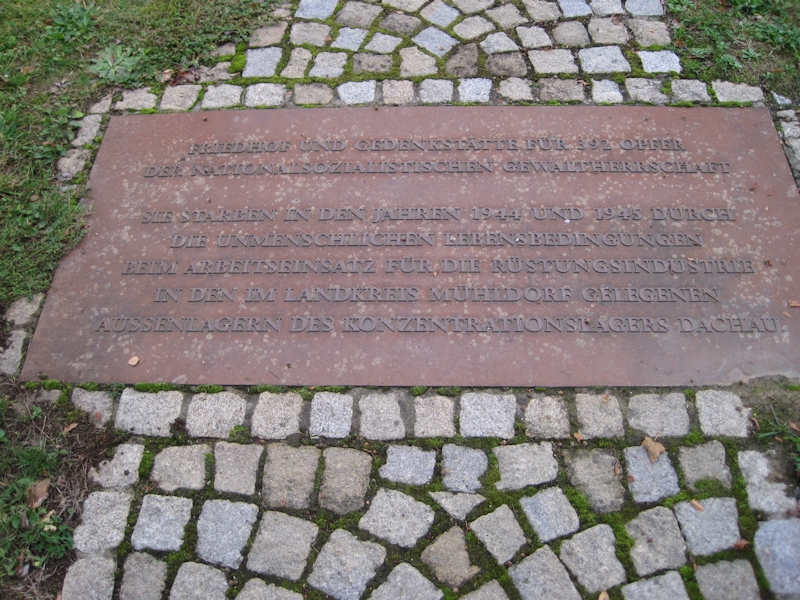 FRIEDHOF UND GEDENKSTÄTTE FÜR 392 OPFER
DER NATIONALSOZIALISTISCHEN GEWALTHERRSCHAFT
SIE STARBEN IN DEN JAHREN 1944 UND 1945 DURCH
DIE UNMENSCHLICHEN LEBENSBEDINGUNGEN
BEIM ARBEITSEINSATZ FÜR DIE RÜSTUNGSINDUSTRIE
IN DEN IM LANDKREIS MÜHLDORF GELEGENEN
AUSSENLAGERN DES KONZENTRATIONSLAGERS DACHAU